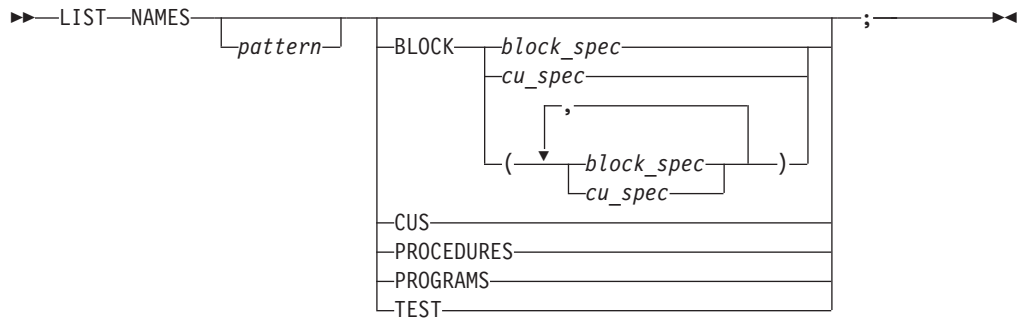 LIST NAMES ;
pattern
BLOCK block_spec
cu_spec
,
( block_spec )
cu_spec
CUS
PROCEDURES
PROGRAMS
TEST